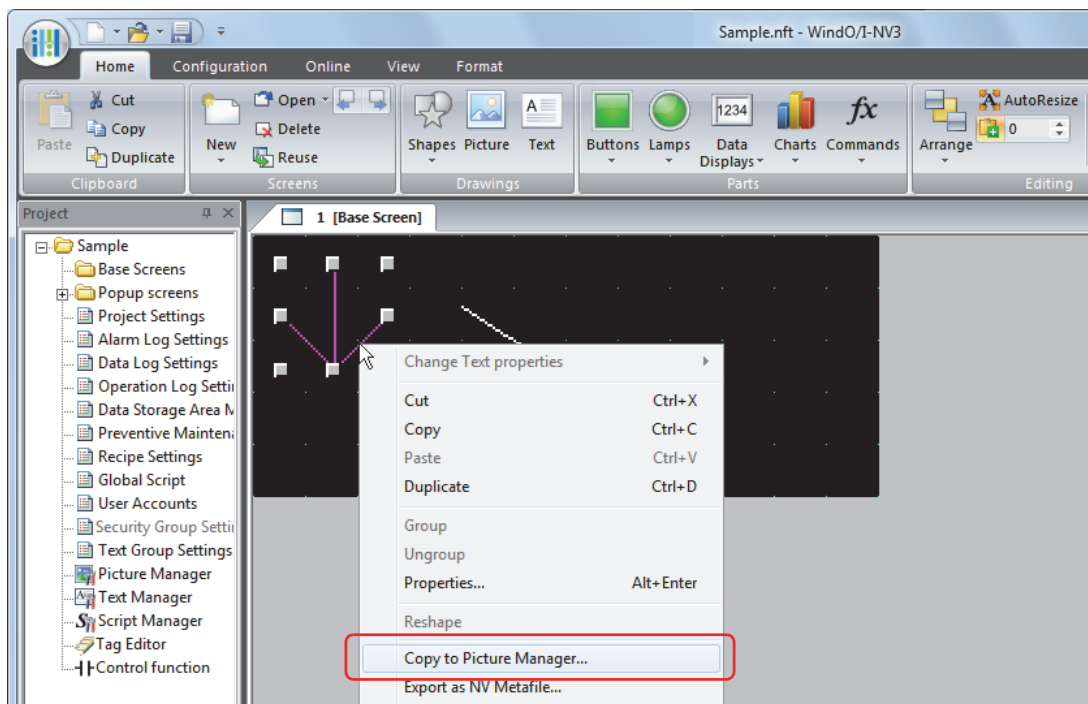 Sample.nft - WindO/I-NV3
Home Configuration Online View Format
Paste Cut Copy Duplicate
Clipboard
New Open Delete Reuse
Screens
Shapes Picture Text
Drawings
Buttons Lamps 1234 Data Displays Charts fx Commands
Parts
Arrange AutoResize 0
Editing
Project
1 [Base Screen]
Sample
Base Screens
Popup screens
Project Settings
Alarm Log Settings
Data Log Settings
Operation Log Settin
Data Storage Area M
Preventive Maintena
Recipe Settings
Global Script
User Accounts
Security Group Settin
Text Group Settings
Picture Manager
Text Manager
Script Manager
Tag Editor
Control function
Change Text properties
Cut Ctrl+X
Copy Ctrl+C
Paste Ctrl+V
Duplicate Ctrl+D
Group
Ungroup
Properties... Alt+Enter
Reshape
Copy to Picture Manager...
Export as NV Metafile...